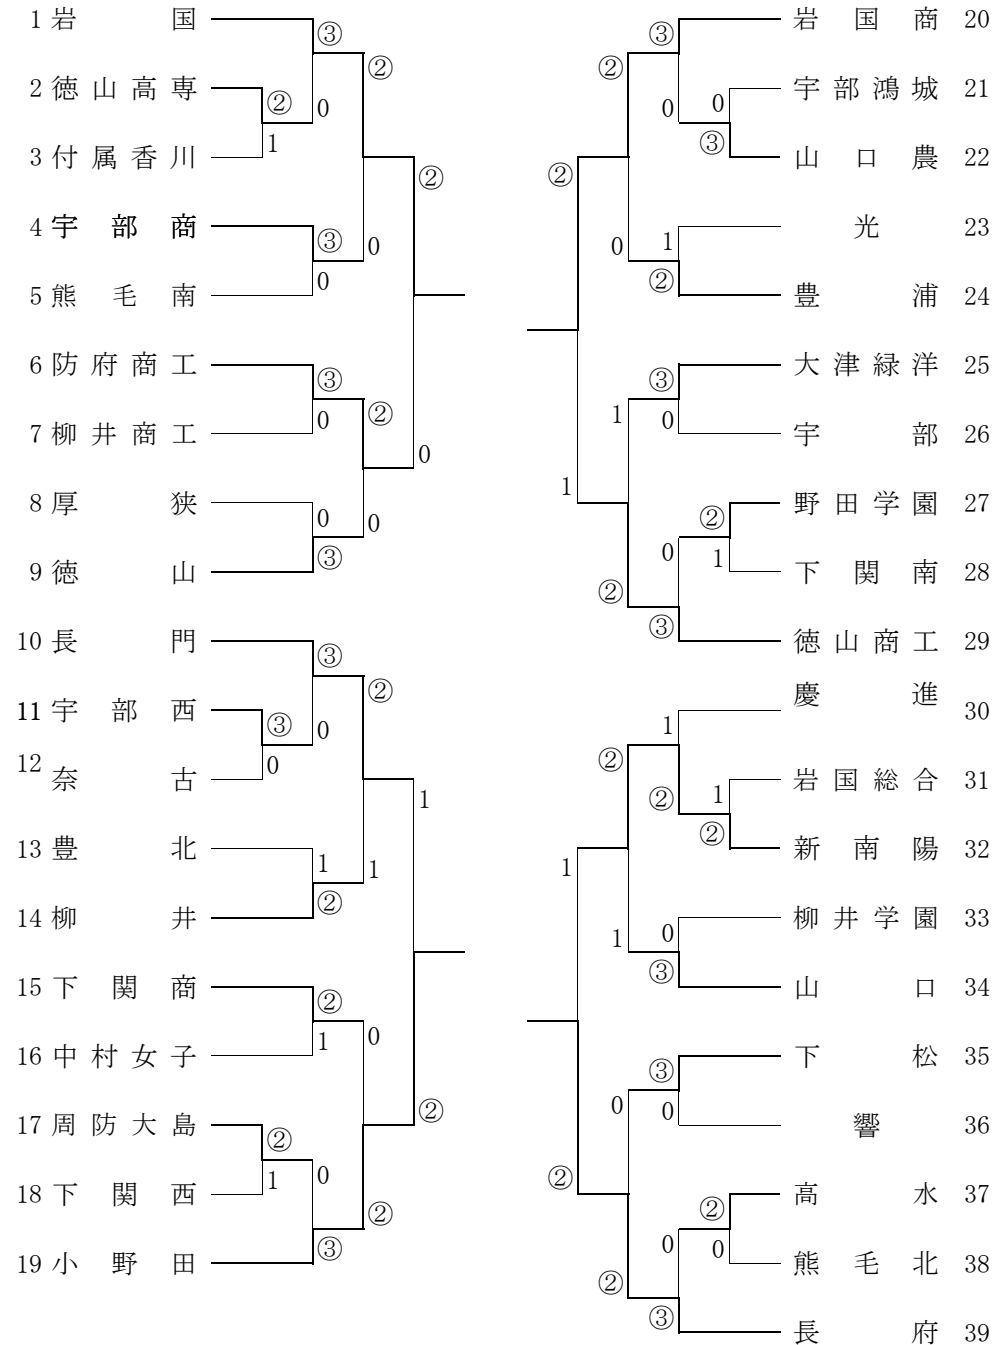 1 岩国
③
②
2 徳山高専
②
0
3 付属香川
1
②
4 宇部商
③
0
5 熊毛南
0
6 防府商工
③
②
7 柳井商工
0
0
8 厚狭
0
0
9 徳山
③
10 長門
③
②
11 宇部西
③
0
12 奈古
0
1
13 豊北
1
1
14 柳井
②
15 下関商
②
0
16 中村女子
1
②
17 周防大島
②
0
18 下関西
1
②
19 小野田
③
③
岩国商 20
②
0
0
宇部鴻城 21
③
山口農 22
②
0
1
光 23
②
豊浦 24
③
大津緑洋 25
1
0
宇部 26
1
②
野田学園 27
0
1
下関南 28
②
③
徳山商工 29
慶進 30
1
②
②
1
岩国総合 31
②
新南陽 32
1
1
0
柳井学園 33
③
山口 34
③
下松 35
0
0
響 36
②
②
高水 37
0
0
熊毛北 38
②
③
長府 39